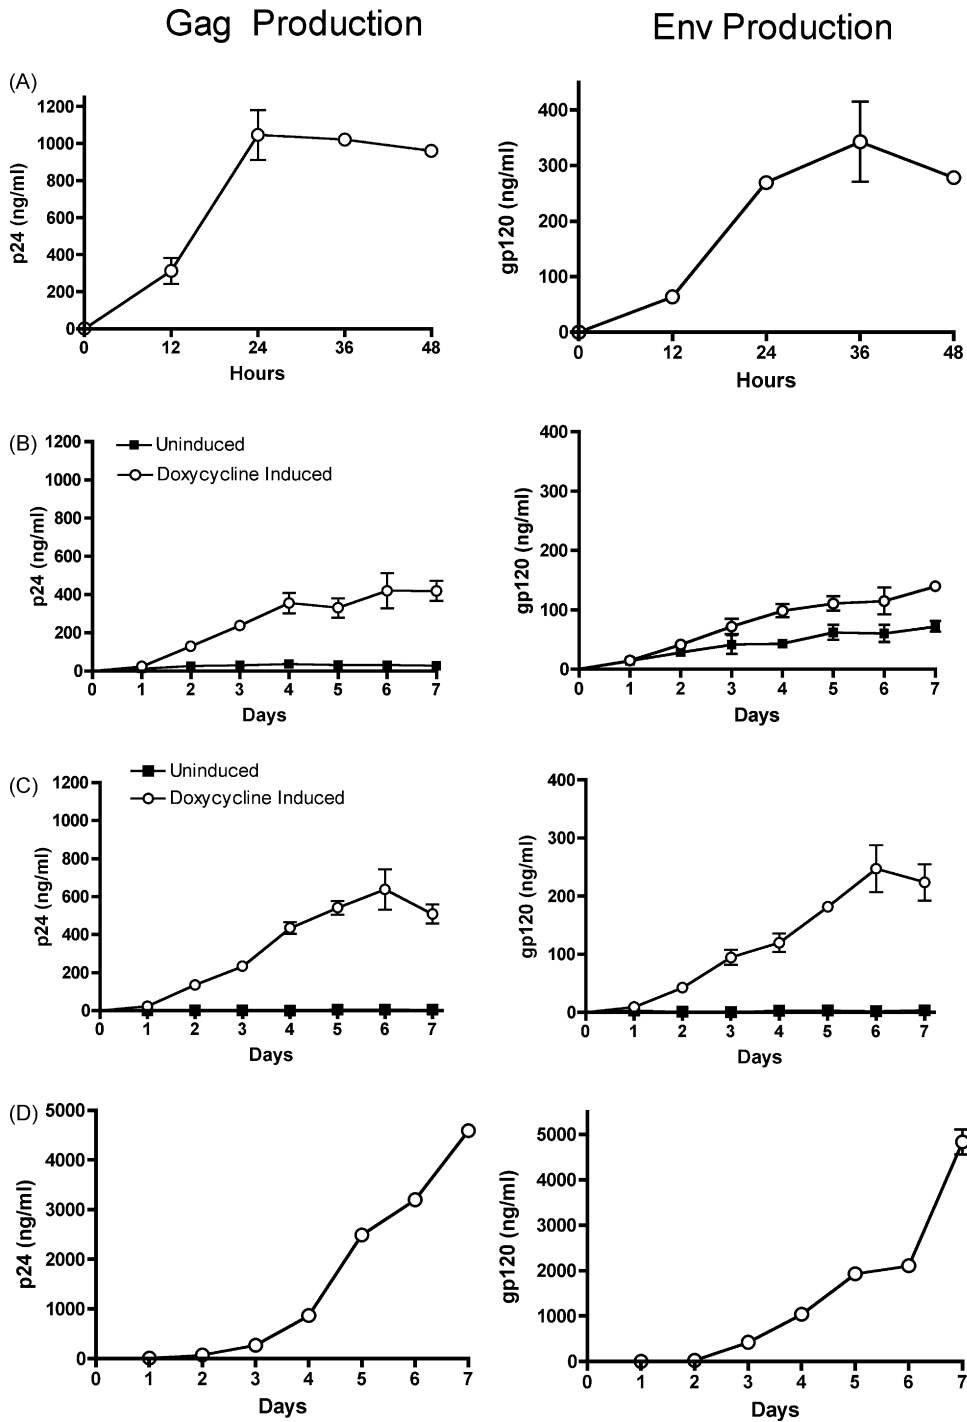 Gag Production
Env Production
(A)
p24 (ng/ml)
1200
1000
800
600
400
200
0
0 12 24 36 48
Hours
gp120 (ng/ml)
400
300
200
100
0
0 12 24 36 48
Hours
(B)
Uninduced
Doxycycline Induced
p24 (ng/ml)
1200
1000
800
600
400
200
0
0 1 2 3 4 5 6 7
Days
gp120 (ng/ml)
400
300
200
100
0
0 1 2 3 4 5 6 7
Days
(C)
Uninduced
Doxycycline Induced
p24 (ng/ml)
1200
1000
800
600
400
200
0
0 1 2 3 4 5 6 7
Days
gp120 (ng/ml)
400
300
200
100
0
0 1 2 3 4 5 6 7
Days
(D)
p24 (ng/ml)
5000
4000
3000
2000
1000
0
0 1 2 3 4 5 6 7
Days
gp120 (ng/ml)
5000
4000
3000
2000
1000
0
0 1 2 3 4 5 6 7
Days